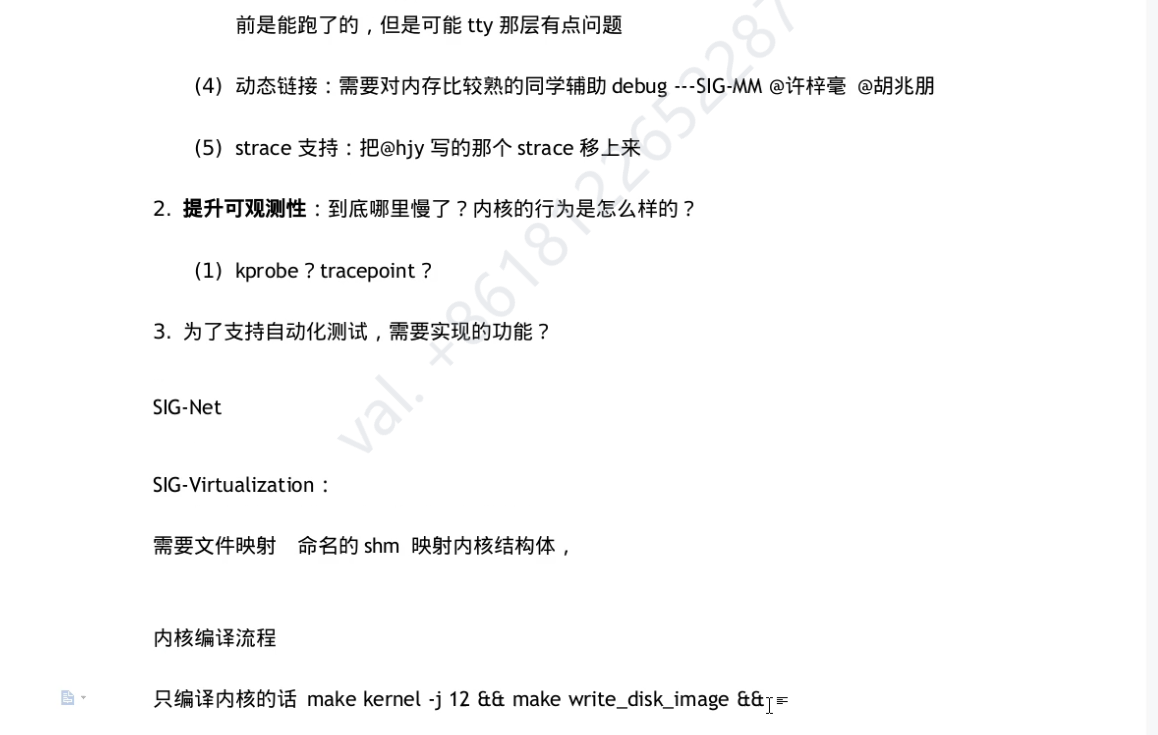 前是能跑了的，但是可能 tty 那层有点问题
(4) 动态链接：需要对内存比较熟的同学辅助 debug ---SIG-MM @许梓毫 @胡兆朋
(5) strace 支持：把@hjy 写的那个 strace 移上来
2. 提升可观测性：到底哪里慢了？内核的行为是怎么样的？
(1) kprobe？tracepoint？
3. 为了支持自动化测试，需要实现的功能？
SIG-Net
SIG-Virtualization：
需要文件映射 命名的 shm 映射内核结构体，
内核编译流程
只编译内核的话 make kernel -j 12 && make write_disk_image &&
val. +8618122652287